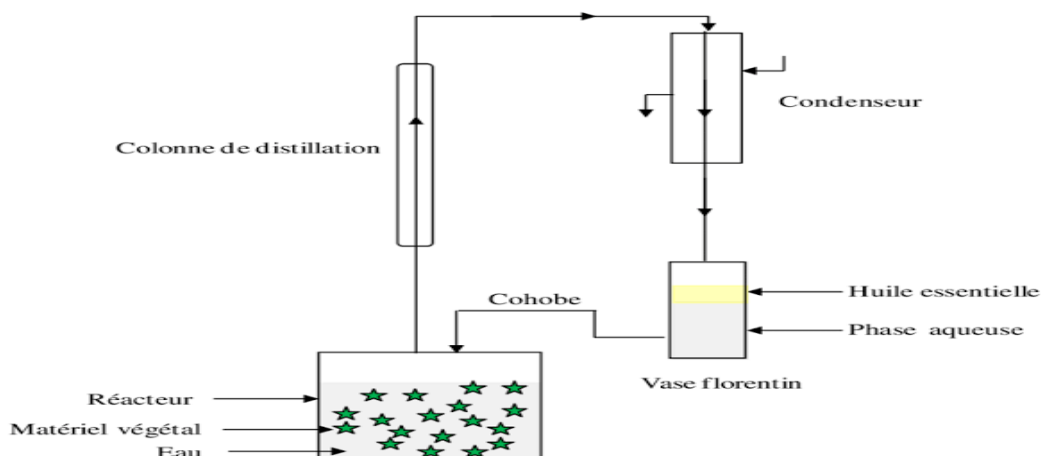 Condenseur
Colonne de distillation
Huile essentielle
Cohobe
Phase aqueuse
Vase florentin
Réacteur
Matériel végétal
Eau